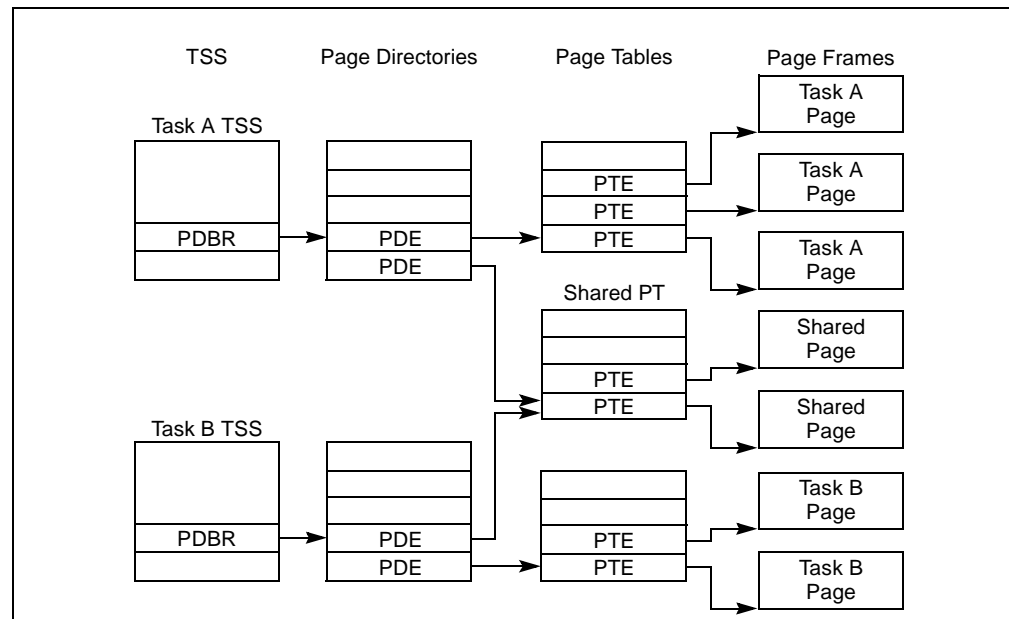 TSS Page Directories Page Tables Page Frames
Task A
Page
Task A TSS
PTE
Task A
Page
PTE
PDBR PDE PTE
Task A
Page
PDE
Shared PT
Shared
Page
PTE
PTE
Shared
Page
Task B TSS
Task B
Page
PDBR PDE PTE
PDE PTE
Task B
Page